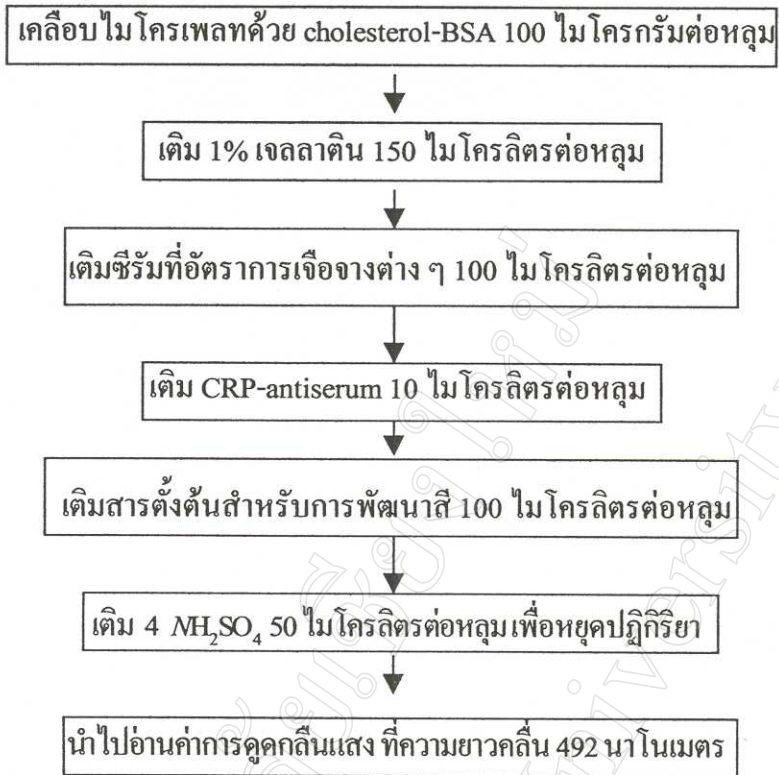 เคลือบไมโครเพลทด้วย cholesterol-BSA 100 ไมโครกรัมต่อหลุม
เติม 1% เจลลาติน 150 ไมโครลิตรต่อหลุม
เติมซีรัมที่อัตราการเจือจางต่าง ๆ 100 ไมโครลิตรต่อหลุม
เติม CRP-antiserum 10 ไมโครลิตรต่อหลุม
เติมสารตั้งต้นสำหรับการพัฒนาสี 100 ไมโครลิตรต่อหลุม
เติม 4 NH₂SO₄ 50 ไมโครลิตรต่อหลุมเพื่อหยุดปฏิกิริยา
นำไปอ่านค่าการดูดกลืนแสง ที่ความยาวคลื่น 492 นาโนเมตร